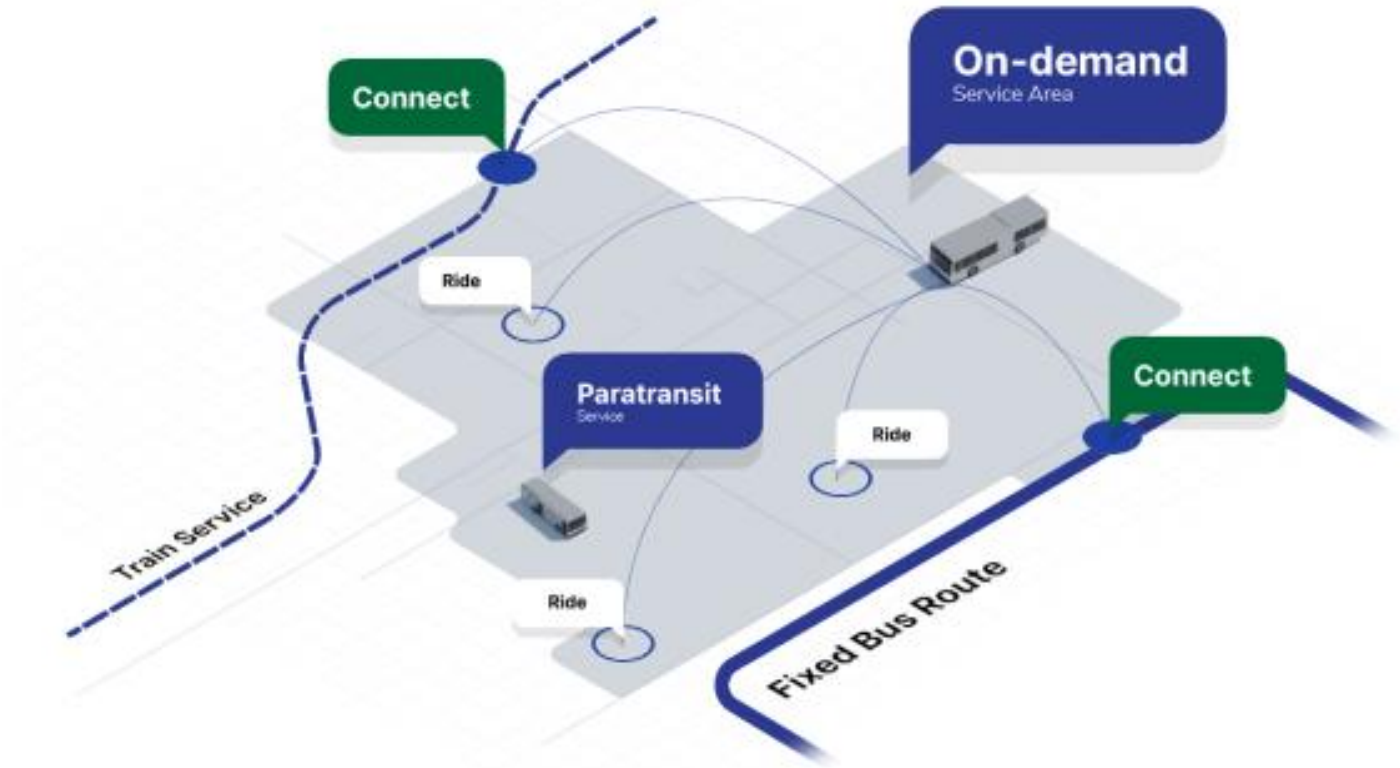 On-demand
Service Area
Connect
Ride
Paratransit
Service
Connect
Ride
Train Service
Ride
Fixed Bus Route